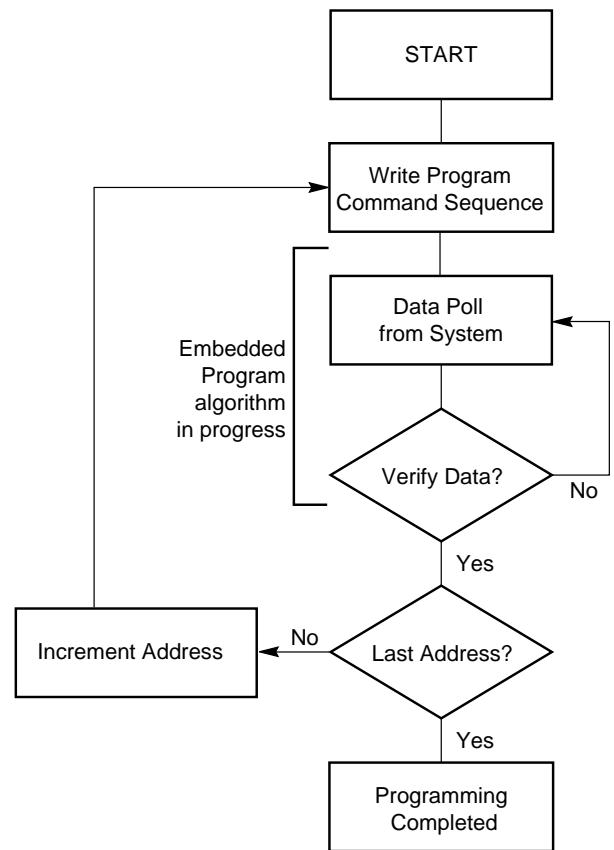 START
Write Program
Command Sequence
Data Poll
from System
Embedded
Program
algorithm
in progress
Verify Data?
No
Yes
No
Increment Address
Last Address?
Yes
Programming
Completed